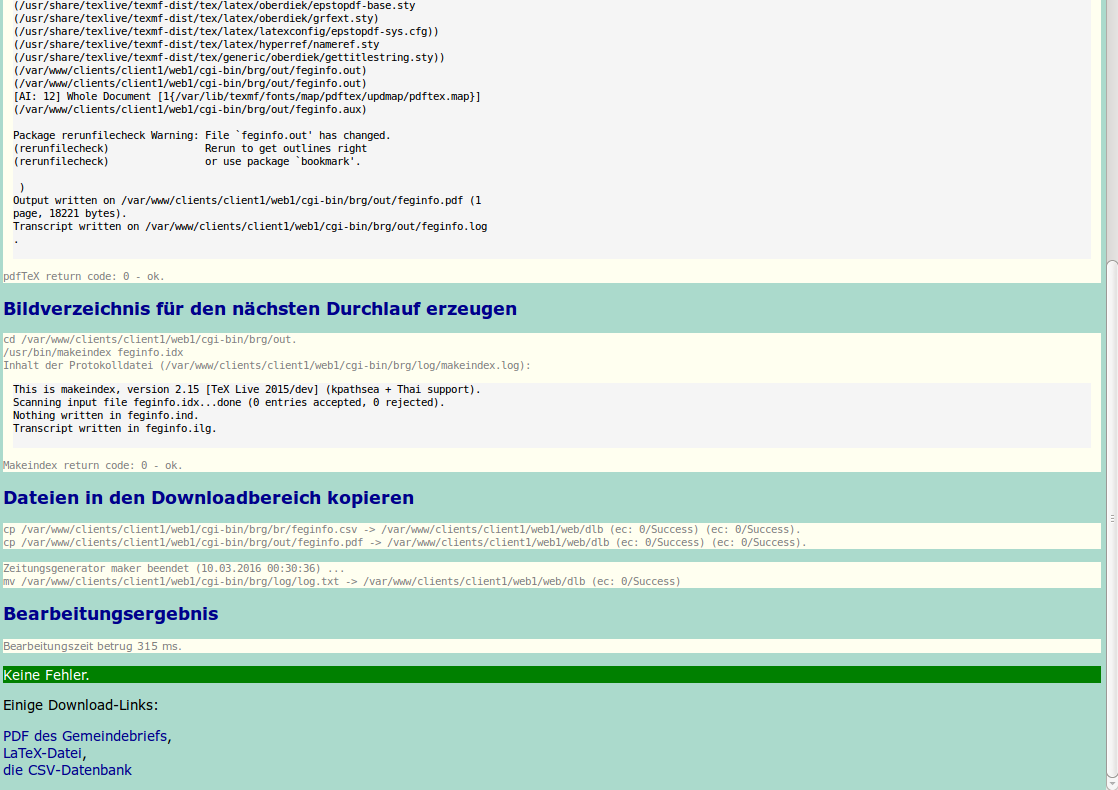 (/usr/share/texlive/texmf-dist/tex/latex/oberdiek/epstopdf-base.sty
(/usr/share/texlive/texmf-dist/tex/latex/oberdiek/grfext.sty)
(/usr/share/texlive/texmf-dist/tex/latex/latexconfig/epstopdf-sys.cfg))
(/usr/share/texlive/texmf-dist/tex/latex/hyperref/nameref.sty
(/usr/share/texlive/texmf-dist/tex/generic/oberdiek/gettitlestring.sty))
(/var/www/clients/client1/web1/cgi-bin/brg/out/feginfo.out)
(/var/www/clients/client1/web1/cgi-bin/brg/out/feginfo.out)
[AI: 12] Whole Document [1{/var/lib/texmf/fonts/map/pdftex/updmap/pdftex.map}]
(/var/www/clients/client1/web1/cgi-bin/brg/out/feginfo.aux)
Package rerunfilecheck Warning: File `feginfo.out' has changed.
(rerunfilecheck)                Rerun to get outlines right
(rerunfilecheck)                or use package `bookmark'.
)
Output written on /var/www/clients/client1/web1/cgi-bin/brg/out/feginfo.pdf (1
page, 18221 bytes).
Transcript written on /var/www/clients/client1/web1/cgi-bin/brg/out/feginfo.log
.
pdfTeX return code: 0 - ok.
Bildverzeichnis für den nächsten Durchlauf erzeugen
cd /var/www/clients/client1/web1/cgi-bin/brg/out.
/usr/bin/makeindex feginfo.idx
Inhalt der Protokolldatei (/var/www/clients/client1/web1/cgi-bin/brg/log/makeindex.log):
This is makeindex, version 2.15 [TeX Live 2015/dev] (kpathsea + Thai support).
Scanning input file feginfo.idx...done (0 entries accepted, 0 rejected).
Nothing written in feginfo.ind.
Transcript written in feginfo.ilg.
Makeindex return code: 0 - ok.
Dateien in den Downloadbereich kopieren
cp /var/www/clients/client1/web1/cgi-bin/brg/br/feginfo.csv -> /var/www/clients/client1/web1/web/dlb (ec: 0/Success) (ec: 0/Success).
cp /var/www/clients/client1/web1/cgi-bin/brg/out/feginfo.pdf -> /var/www/clients/client1/web1/web/dlb (ec: 0/Success) (ec: 0/Success).
Zeitungsgenerator maker beendet (10.03.2016 00:30:36) ...
mv /var/www/clients/client1/web1/cgi-bin/brg/log/log.txt -> /var/www/clients/client1/web1/web/dlb (ec: 0/Success)
Bearbeitungsergebnis
Bearbeitungszeit betrug 315 ms.
Keine Fehler.
Einige Download-Links:
PDF des Gemeindebriefs,
LaTeX-Datei,
die CSV-Datenbank